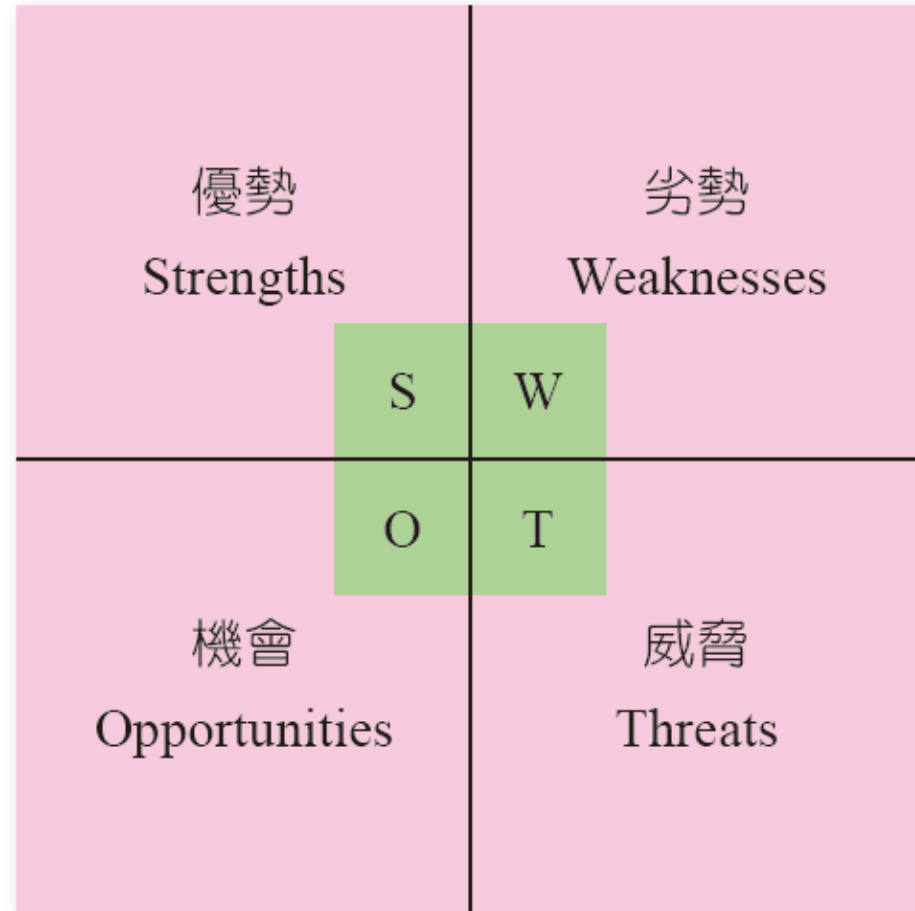 優勢
Strengths
S
劣勢
Weaknesses
W
O
機會
Opportunities
T
威脅
Threats